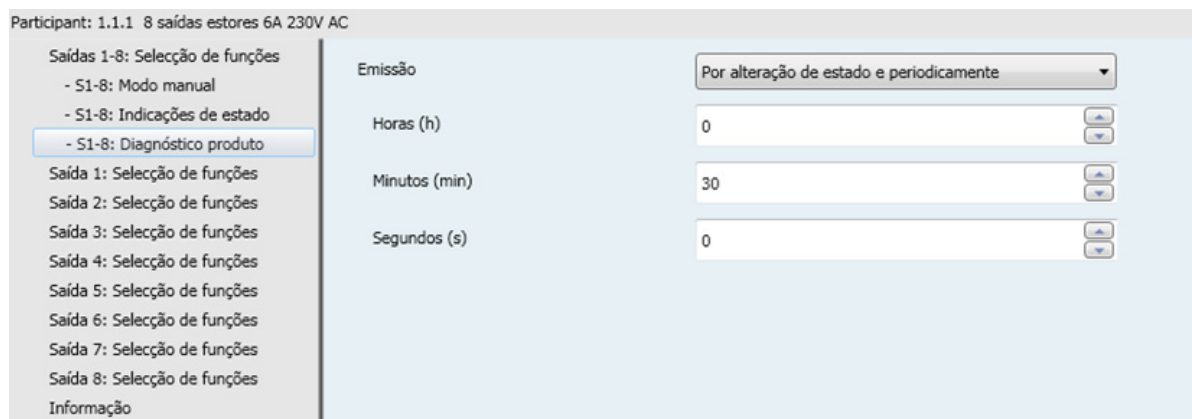 Participant: 1.1.1 8 saídas estores 6A 230V AC
Saídas 1-8: Selecção de funções
- S1-8: Modo manual
- S1-8: Indicações de estado
- S1-8: Diagnóstico produto
Saída 1: Selecção de funções
Saída 2: Selecção de funções
Saída 3: Selecção de funções
Saída 4: Selecção de funções
Saída 5: Selecção de funções
Saída 6: Selecção de funções
Saída 7: Selecção de funções
Saída 8: Selecção de funções
Informação
Emissão
Por alteração de estado e periodicamente
Horas (h)
0
Minutos (min)
30
Segundos (s)
0